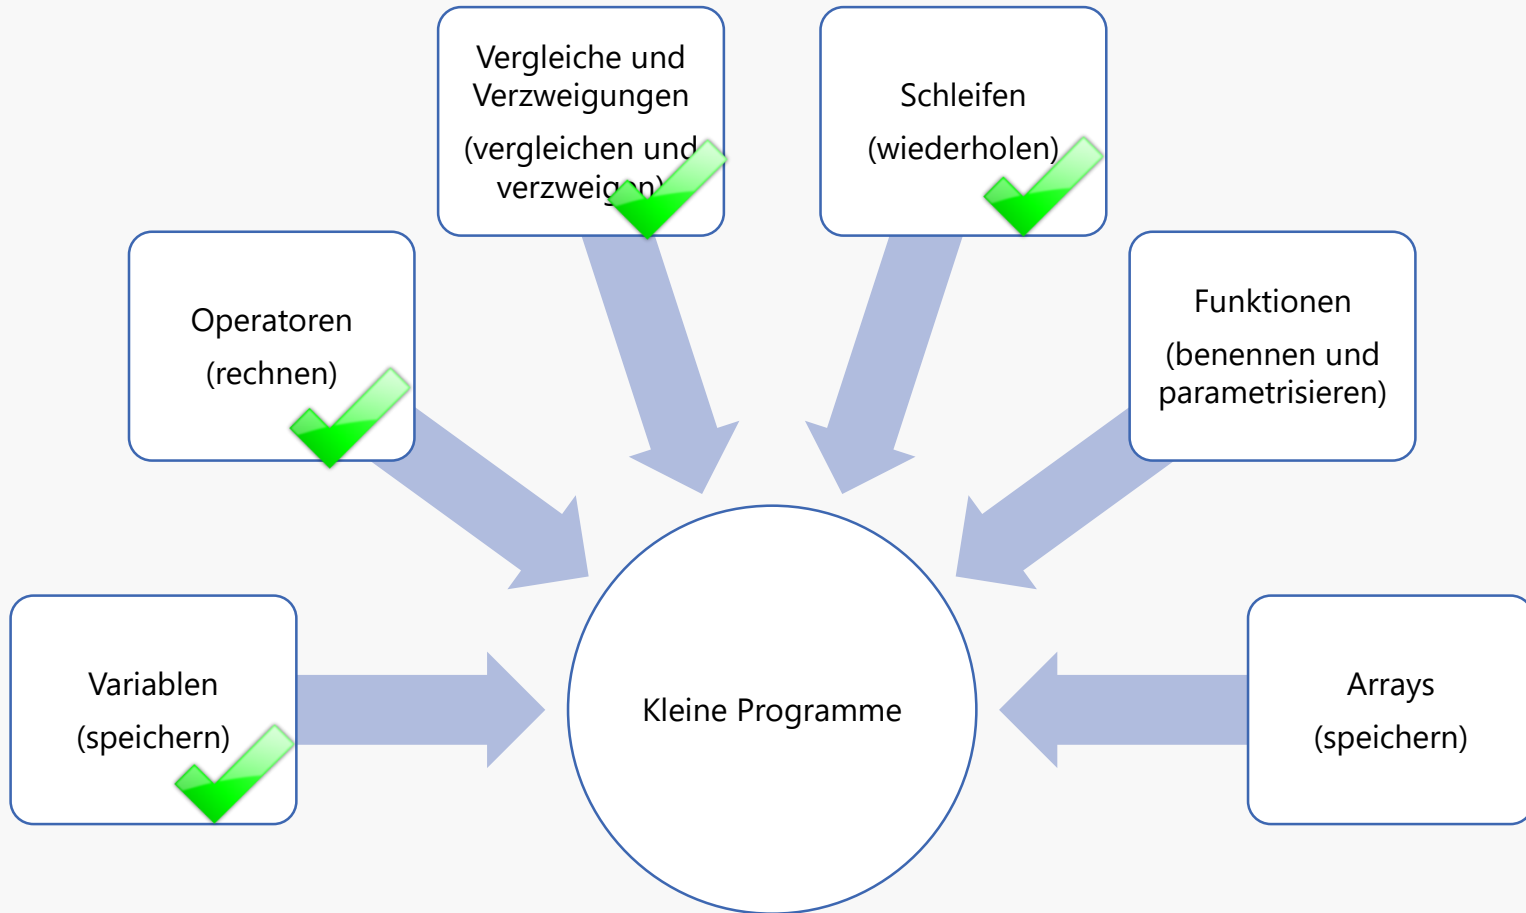 Vergleiche und
Verzweigungen
(vergleichen und
verzweigen)
Schleifen
(wiederholen)
Operatoren
(rechnen)
Funktionen
(benennen und
parametrisieren)
Variablen
(speichern)
Kleine Programme
Arrays
(speichern)